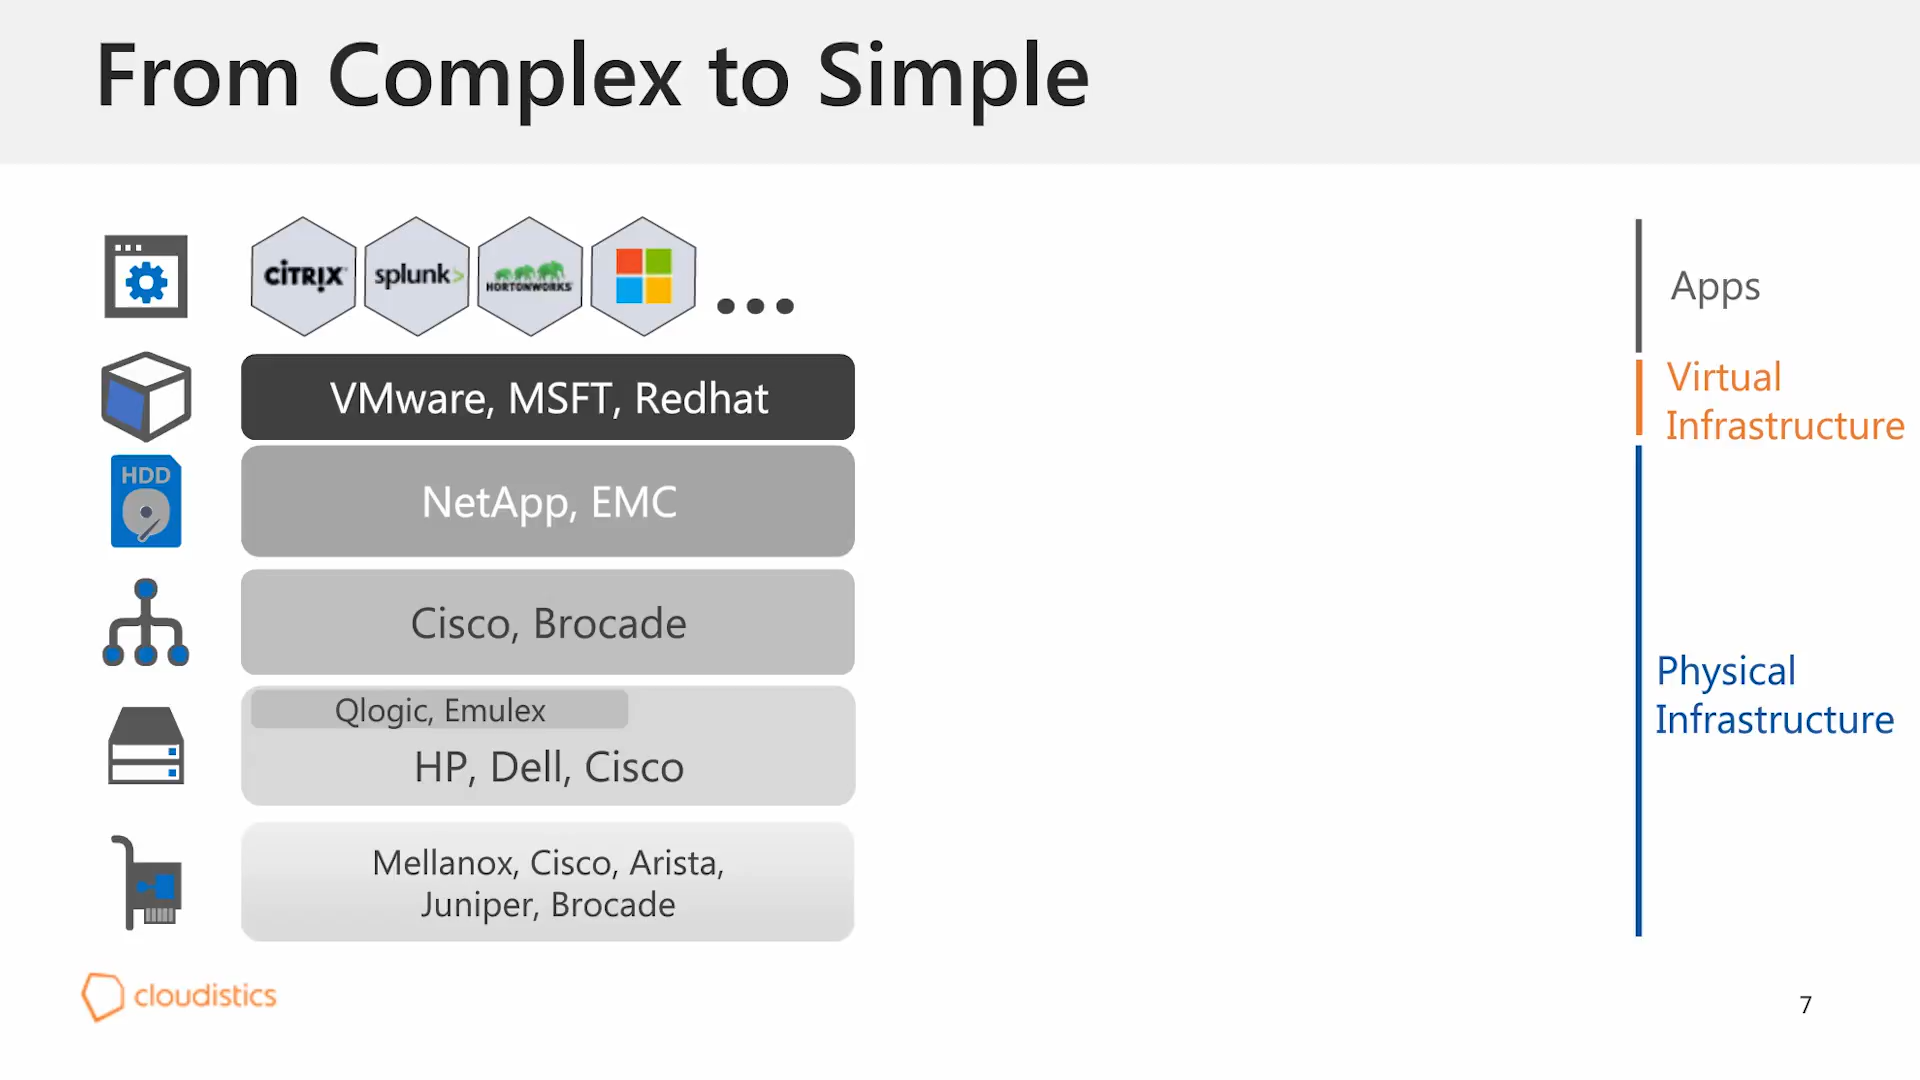 From Complex to Simple
CITRIX
splunk>
HORTONWORKS
...
Apps
VMware, MSFT, Redhat
Virtual
Infrastructure
HDD
NetApp, EMC
Cisco, Brocade
Qlogic, Emulex
HP, Dell, Cisco
Physical
Infrastructure
Mellanox, Cisco, Arista,
Juniper, Brocade
cloudistics
7